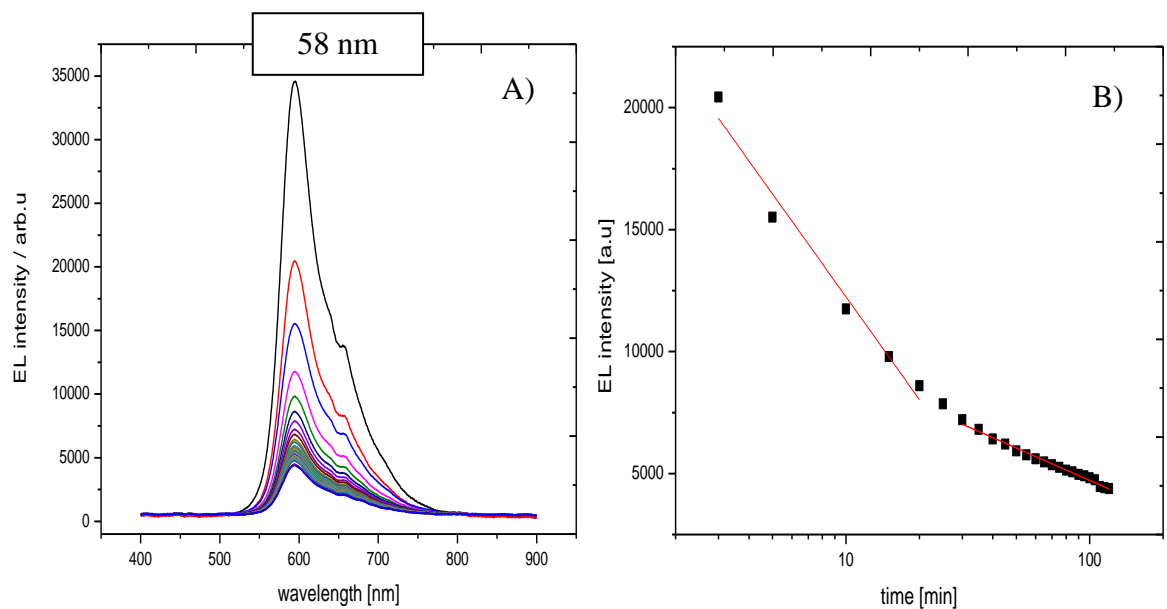 58 nm
A)
35000
30000
25000
20000
15000
10000
5000
0
EL intensity / arb.u
400 500 600 700 800 900
wavelength [nm]
B)
20000
15000
10000
5000
EL intensity [a.u]
10 100
time [min]